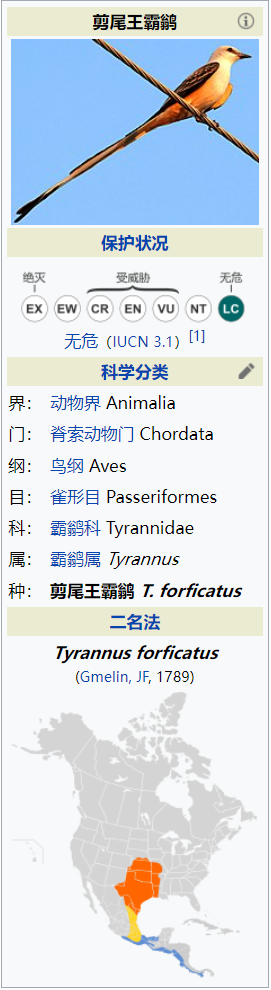 剪尾王霸鹟
保护状况
绝灭 受威胁 无危
EX EW CR EN VU NT LC
无危 (IUCN 3.1) [1]
科学分类
界： 动物界 Animalia
门： 脊索动物门 Chordata
纲： 鸟纲 Aves
目： 雀形目 Passeriformes
科： 霸鹟科 Tyrannidae
属： 霸鹟属 Tyrannus
种： 剪尾王霸鹟 T. forficatus
二名法
Tyrannus forficatus
(Gmelin, JF, 1789)